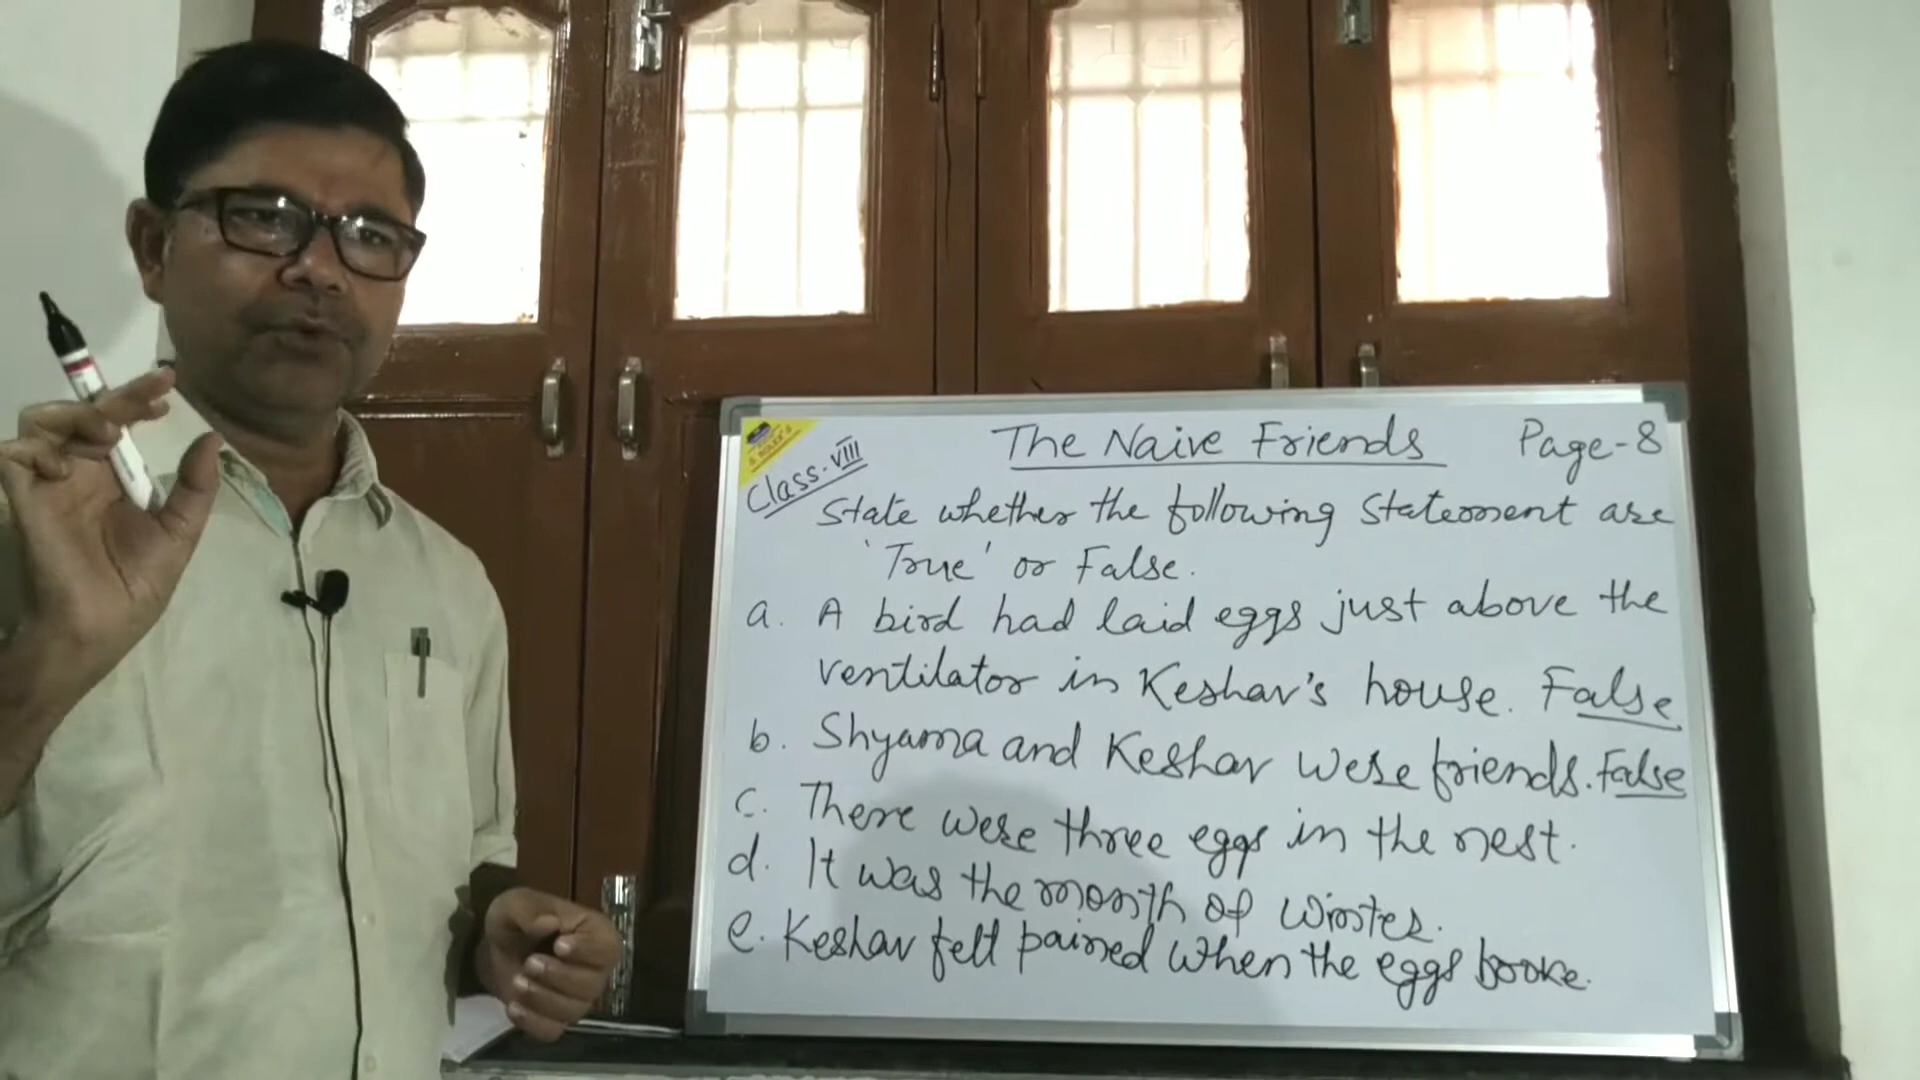 The Naive Friends Page-8
Class-VIII
State whether the following statement are
'True' or False.
a. A bird had laid eggs just above the
ventilator in Keshav's house. False
b. Shyama and Keshav were friends. False
c. There were three eggs in the nest.
d. It was the month of winter.
e. Keshav felt pained when the eggs broke.